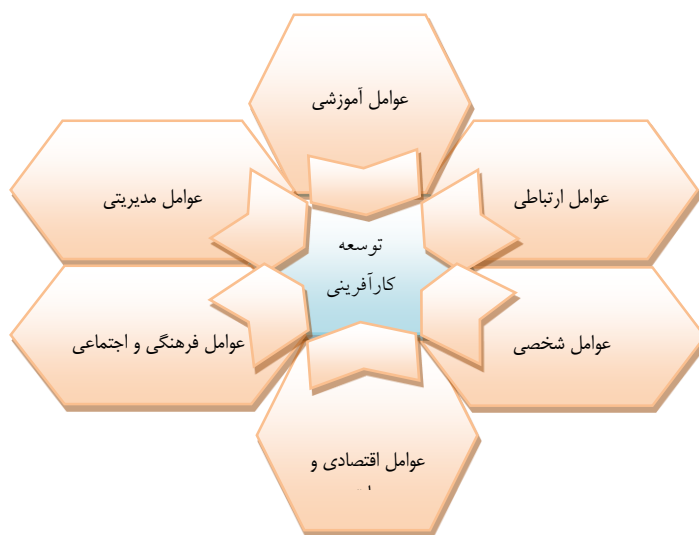 عوامل آموزشی
عوامل ارتباطی
عوامل مدیریتی
توسعه
کارآفرینی
عوامل شخصی
عوامل فرهنگی و اجتماعی
عوامل اقتصادی و